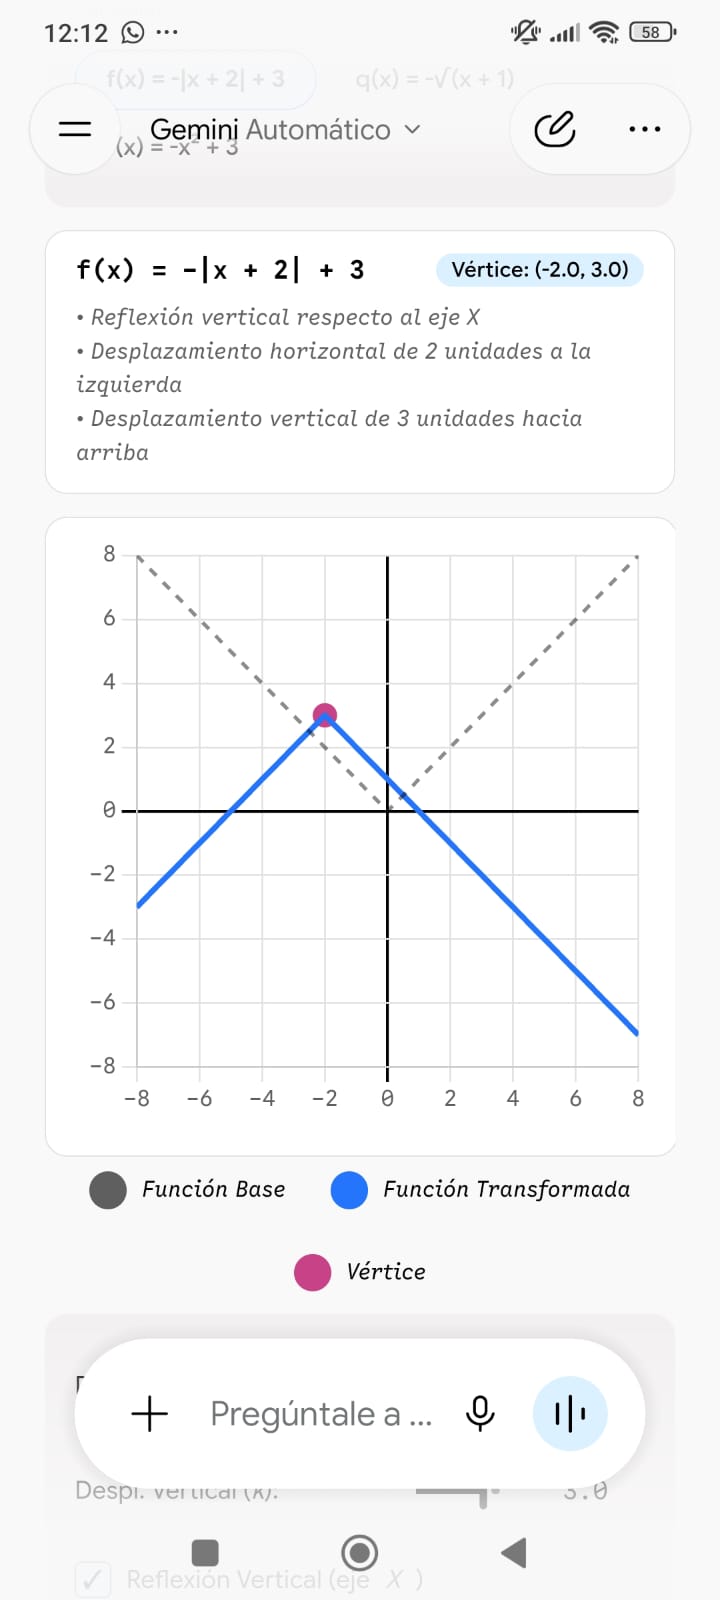 12:12
58
f(x) = -|x + 2| + 3 q(x) = -√(x + 1)
Gemini Automático
(x) = -x² + 3
f(x) = -|x + 2| + 3
Vértice: (-2.0, 3.0)
• Reflexión vertical respecto al eje X
• Desplazamiento horizontal de 2 unidades a la
izquierda
• Desplazamiento vertical de 3 unidades hacia
arriba
8
6
4
2
0
-2
-4
-6
-8
-8 -6 -4 -2 0 2 4 6 8
Función Base Función Transformada
Vértice
Pregúntale a ...
Despl. vertical (k): 3.0
Reflexión Vertical (eje X )